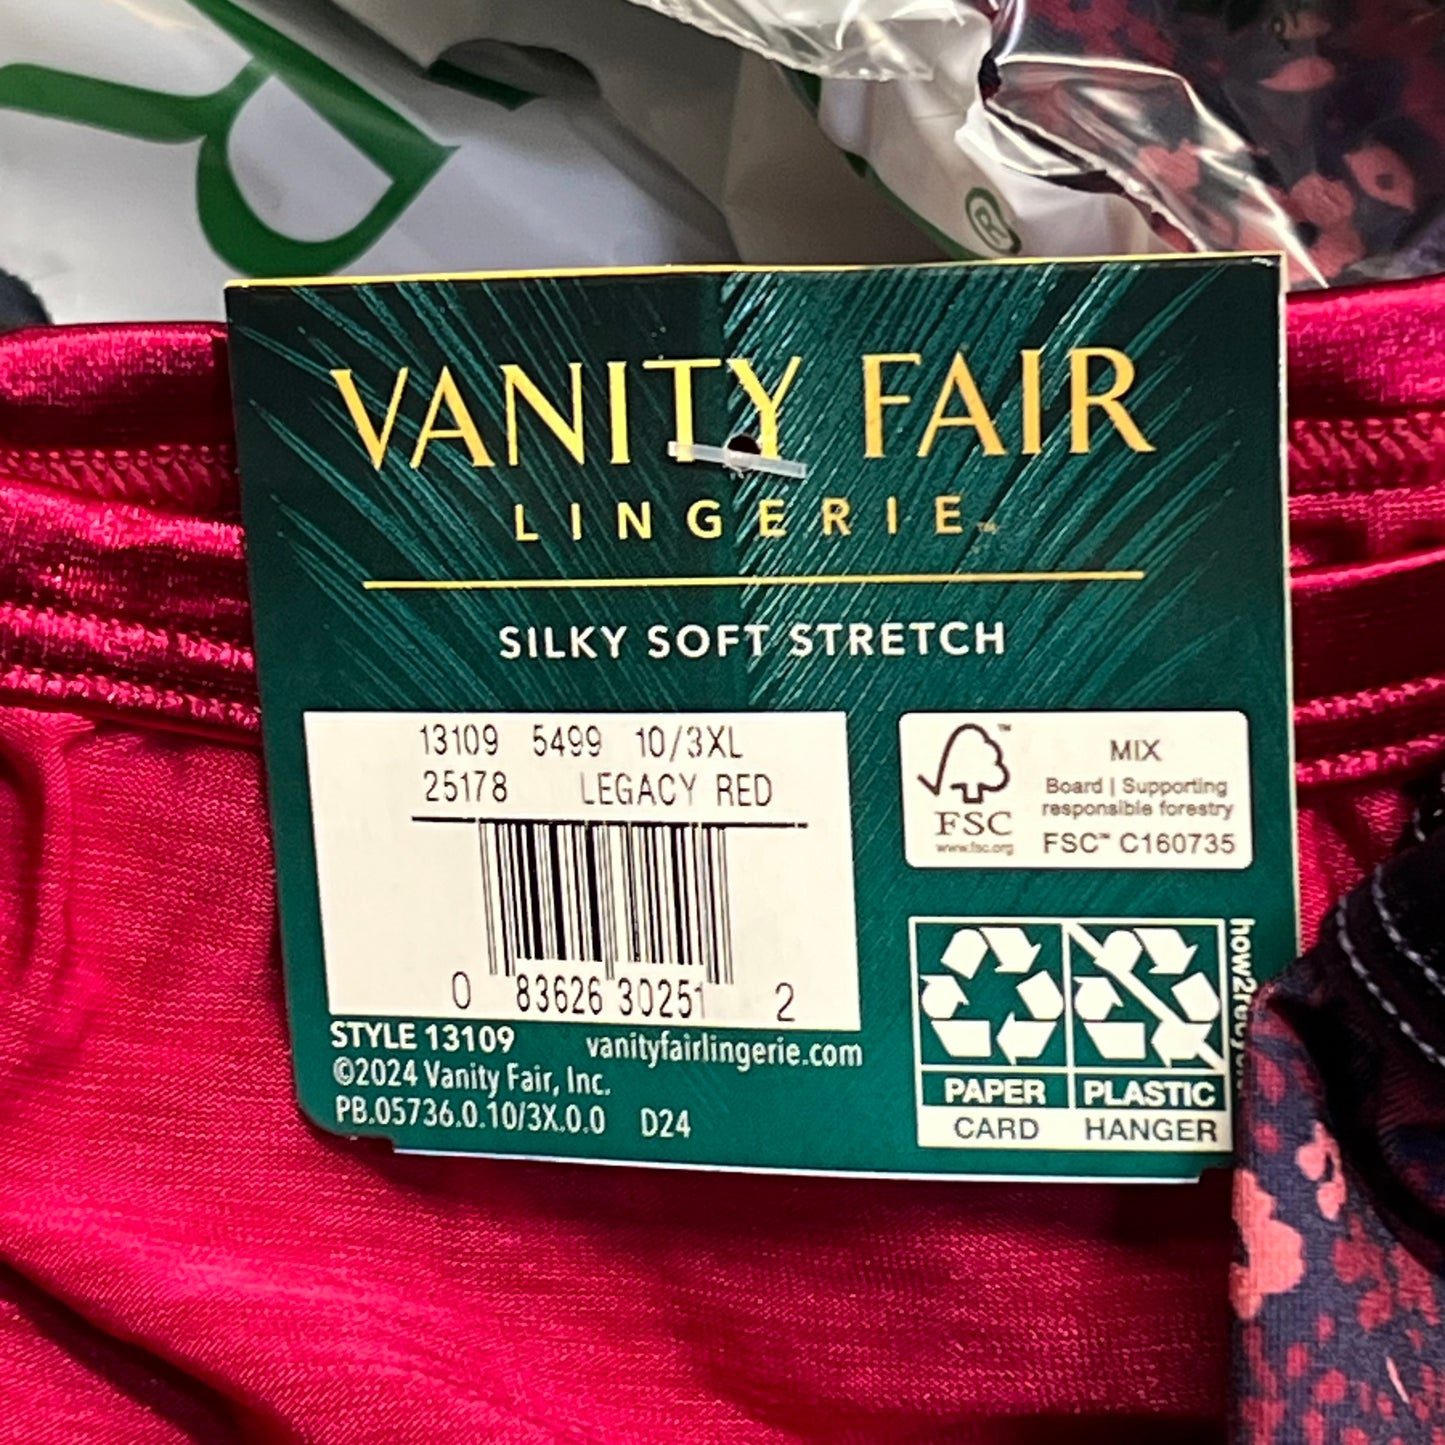 ®
VANITY FAIR
LINGERIE™
SILKY SOFT STRETCH
13109 5499 10/3XL
25178 LEGACY RED
0 83626 30251 2
STYLE 13109 vanityfairlingerie.com
©2024 Vanity Fair, Inc.
PB.05736.0.10/3X.0.0 D24
FSC™
www.fsc.org
MIX
Board | Supporting
responsible forestry
FSC™ C160735
PAPER PLASTIC
CARD HANGER